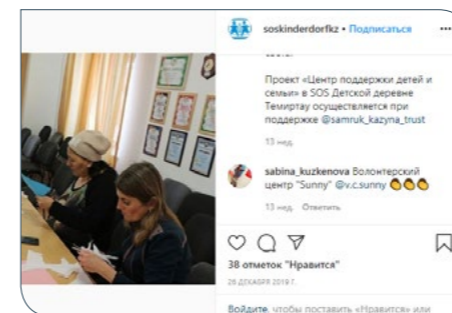 soskinderdorfkz • Подписаться
Проект «Центр поддержки детей и
семьи» в SOS Детской деревне
Темиртау осуществляется при
поддержке @samruk_kazyna_trust
13 нед.
sabina_kuzkenova Волонтерский
центр "Sunny" @v.c.sunny 👏👏👏
13 нед. Ответить
38 отметок "Нравится"
26 ДЕКАБРЯ 2019 Г.
Войдите, чтобы поставить «Нравится» или